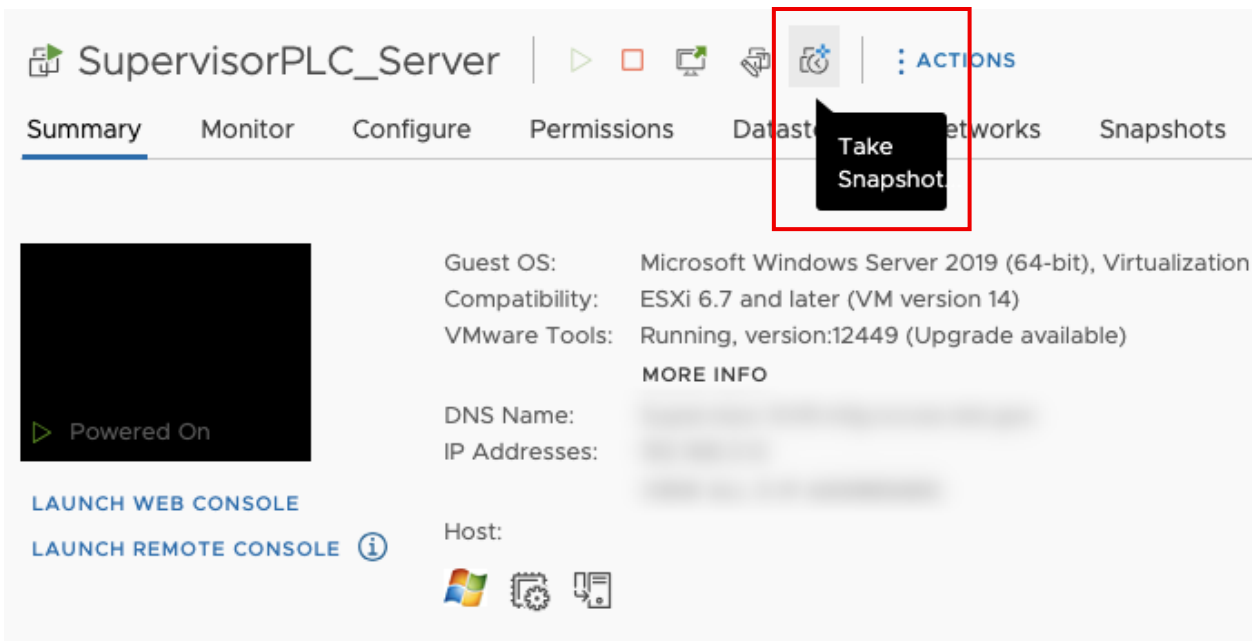 SupervisorPLC_Server
ACTIONS
Summary Monitor Configure Permissions Datast etworks Snapshots
Take
Snapshot.
Guest OS: Microsoft Windows Server 2019 (64-bit), Virtualization
Compatibility: ESXi 6.7 and later (VM version 14)
VMware Tools: Running, version:12449 (Upgrade available)
MORE INFO
DNS Name:
IP Addresses:
Powered On
LAUNCH WEB CONSOLE
LAUNCH REMOTE CONSOLE
Host: